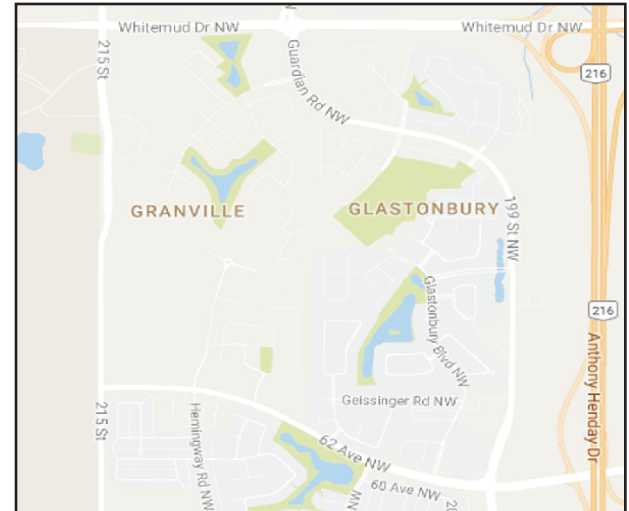 Whitemud Dr NW
Whitemud Dr NW
215 St
Guardian Rd NW
216
GRANVILLE
GLASTONBURY
199 St NW
Glastonbury Blvd NW
216
Anthony Henday Dr
Geissinger Rd NW
215 St
Hemingway Rd NW
62 Ave NW
60 Ave NW
NW
20